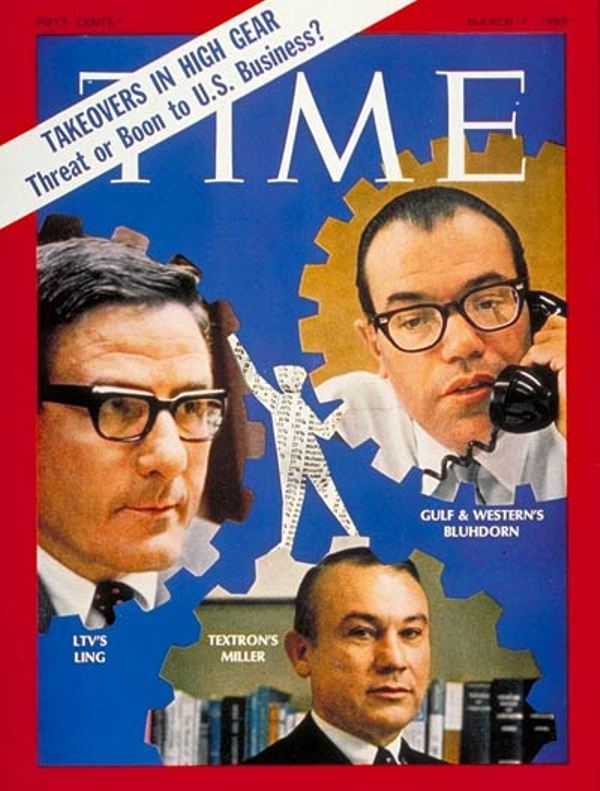 FIFTY CENTS
MARCH 7, 1969
TAKEOVERS IN HIGH GEAR
Threat or Boon to U.S. Business?
TIME
GULF & WESTERN'S
BLUHDORN
LTV'S
LING
TEXTRON'S
MILLER